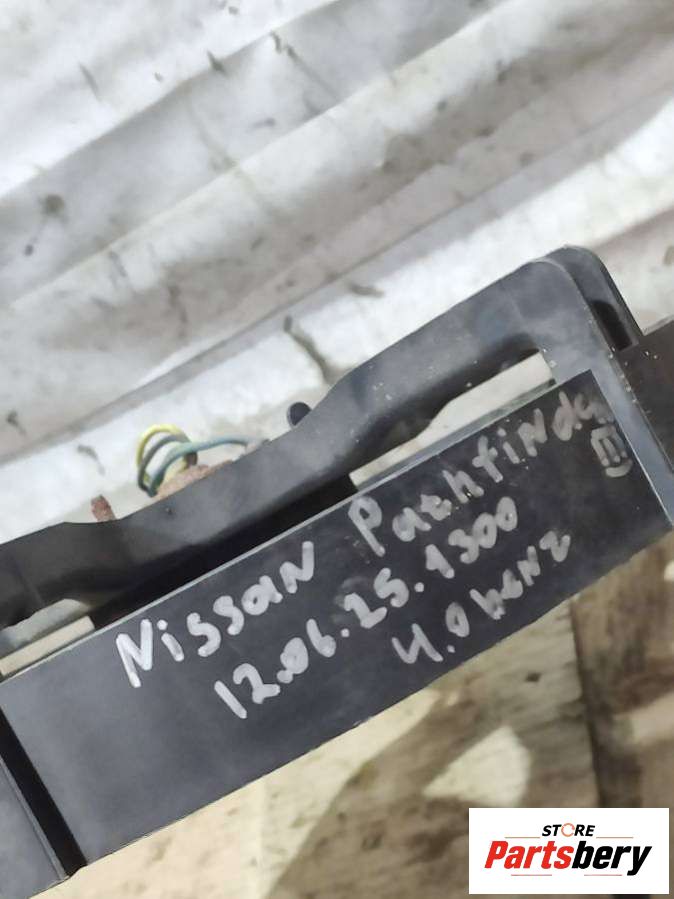 Nissan Pathfinder
12.06.25.1300
4.0 benz
STORE
Partsbery